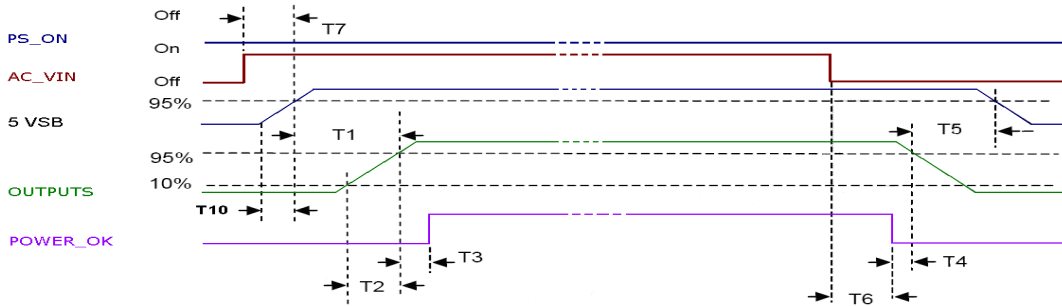 Off
PS_ON
T7
On
AC_VIN
Off
95%
5 VSB
T1
T5
95%
10%
OUTPUTS
T10
POWER_OK
T3
T4
T2
T6